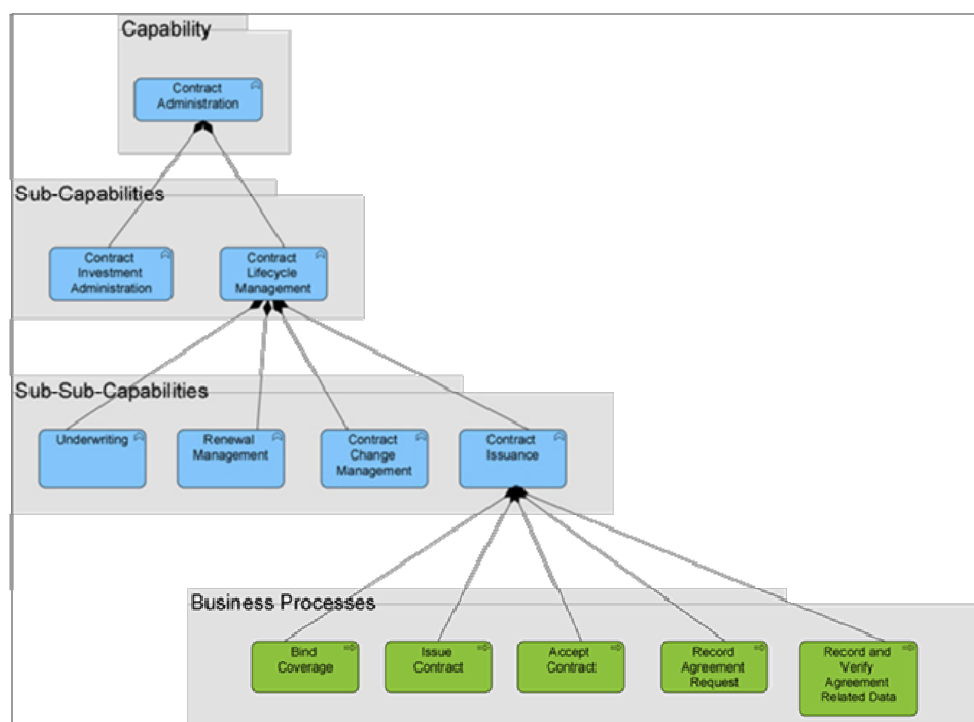 Capability
Contract
Administration
Sub-Capabilities
Contract
Investment
Administration
Contract
Lifecycle
Management
Sub-Sub-Capabilities
Underwriting
Renewal
Management
Contract
Change
Management
Contract
Issuance
Business Processes
Bind
Coverage
Issue
Contract
Accept
Contract
Record
Agreement
Request
Record and
Verify
Agreement
Related Data